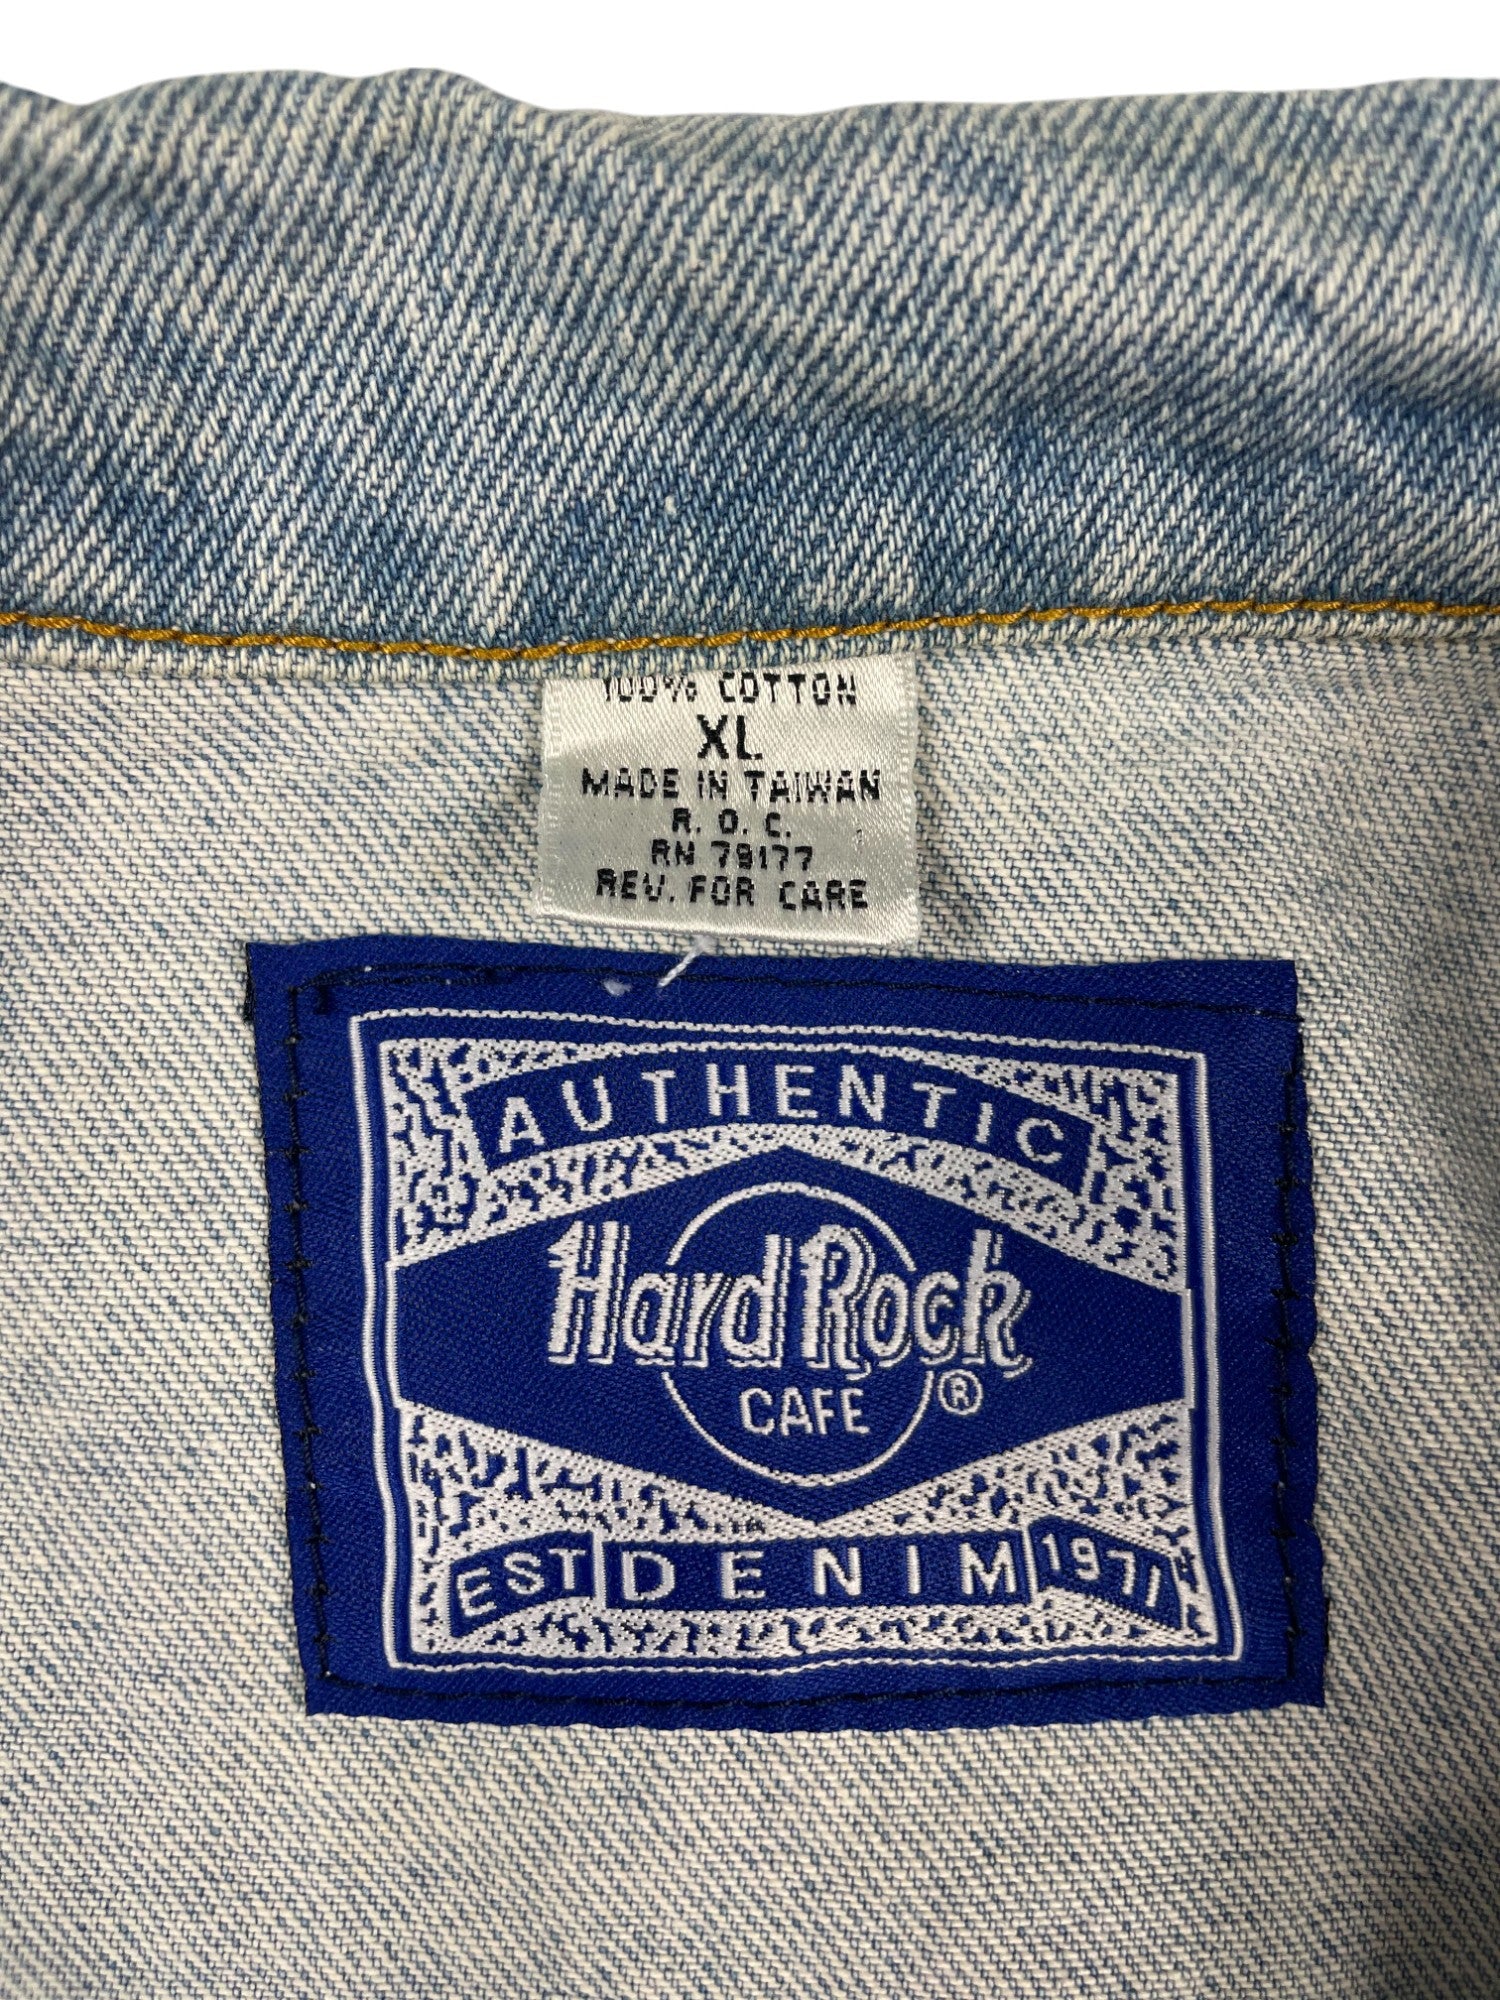 100% COTTON
XL
MADE IN TAIWAN
R. O. C.
RN 79177
REV. FOR CARE
AUTHENTIC
Hard Rock
CAFE ®
EST DENIM 1971